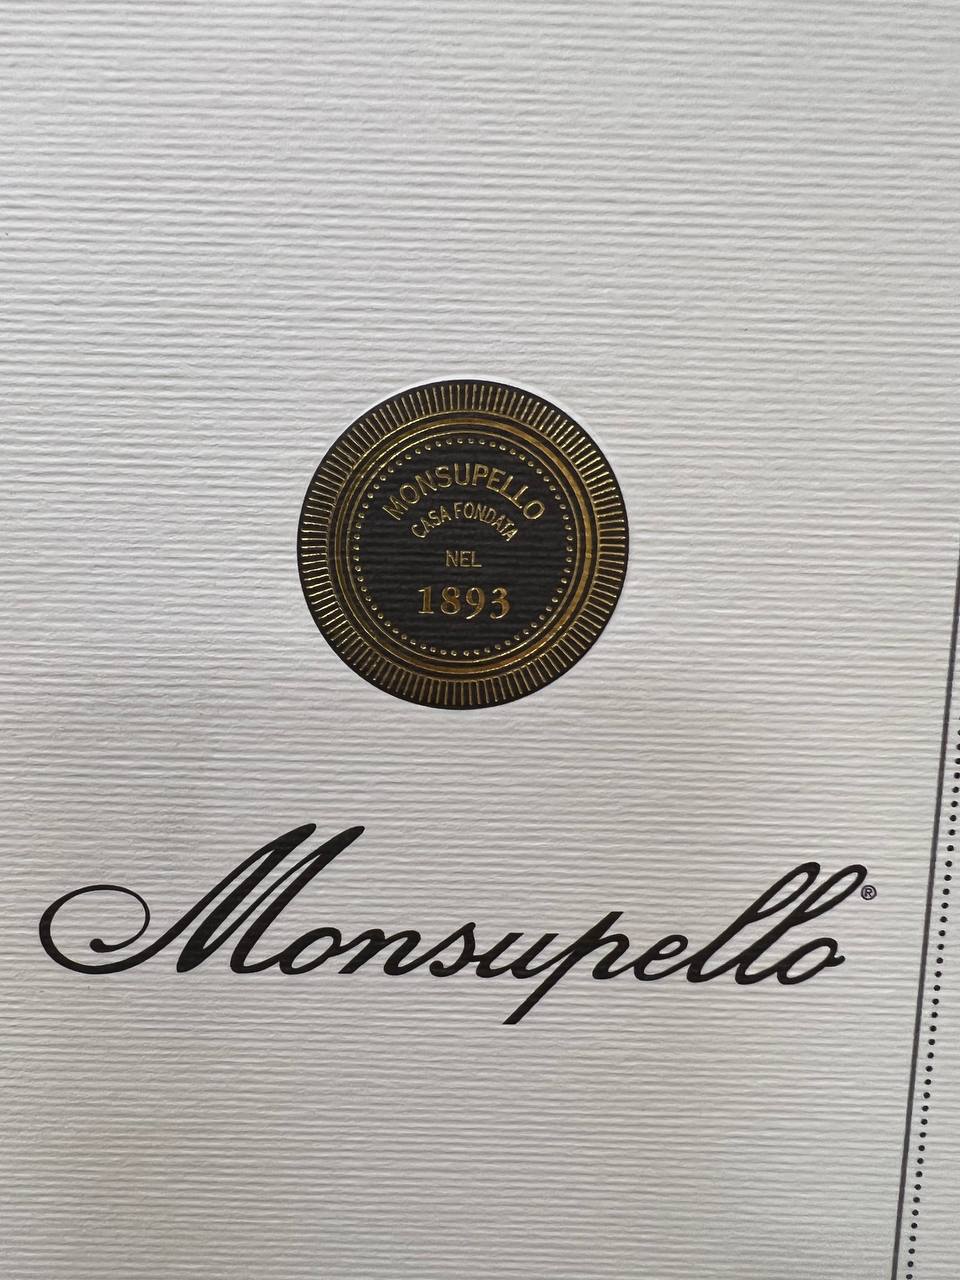 MONSUPELLO
CASA FONDATA
NEL
1893
Monsupello®